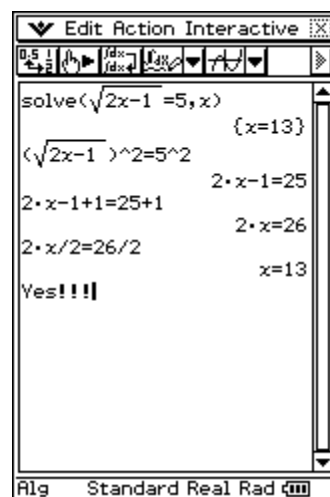 Edit Action Interactive
solve(√2x-1=5,x)
{x=13}
(√2x-1)^2=5^2
2·x-1=25
2·x-1+1=25+1
2·x=26
2·x/2=26/2
x=13
Yes!!!
Alg Standard Real Rad